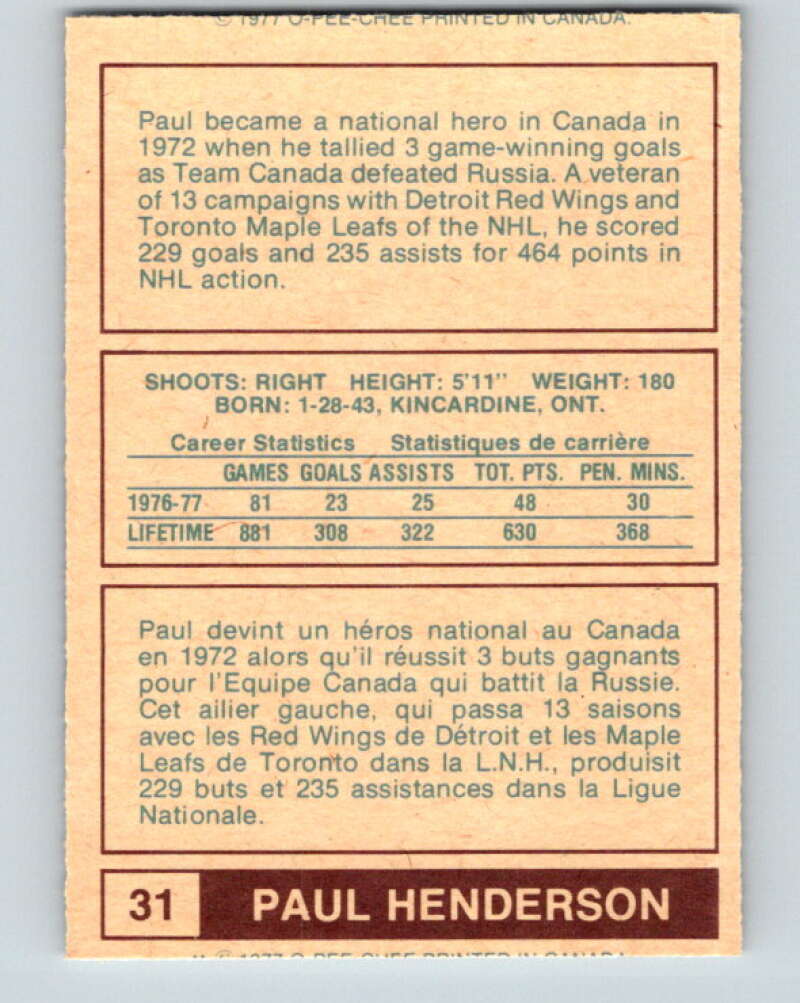 © 1977 O-PEE-CHEE PRINTED IN CANADA.
Paul became a national hero in Canada in
1972 when he tallied 3 game-winning goals
as Team Canada defeated Russia. A veteran
of 13 campaigns with Detroit Red Wings and
Toronto Maple Leafs of the NHL, he scored
229 goals and 235 assists for 464 points in
NHL action.
SHOOTS: RIGHT HEIGHT: 5'11" WEIGHT: 180
BORN: 1-28-43, KINCARDINE, ONT.
Career Statistics Statistiques de carrière
GAMES GOALS ASSISTS TOT. PTS. PEN. MINS.
1976-77 81 23 25 48 30
LIFETIME 881 308 322 630 368
Paul devint un héros national au Canada
en 1972 alors qu'il réussit 3 buts gagnants
pour l'Equipe Canada qui battit la Russie.
Cet ailier gauche, qui passa 13 saisons
avec les Red Wings de Détroit et les Maple
Leafs de Toronto dans la L.N.H., produisit
229 buts et 235 assistances dans la Ligue
Nationale.
31 PAUL HENDERSON
© 1977 O-PEE-CHEE PRINTED IN CANADA